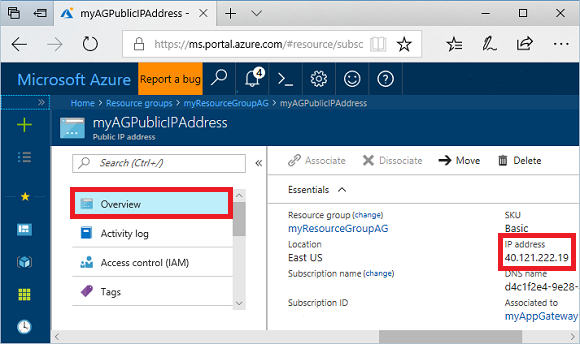 myAGPublicIPAddress -
https://ms.portal.azure.com/#resource/subsc
Microsoft Azure
Report a bug
4
Home > Resource groups > myResourceGroupAG > myAGPublicIPAddress
myAGPublicIPAddress
Public IP address
Search (Ctrl+/)
Overview
Activity log
Access control (IAM)
Tags
Associate
Dissociate
Move
Delete
Essentials
Resource group (change)
myResourceGroupAG
Location
East US
Subscription name (change)
Subscription ID
SKU
Basic
IP address
40.121.222.19
DNS name
d4c1f2e4-9e28-
Associated to
myAppGateway